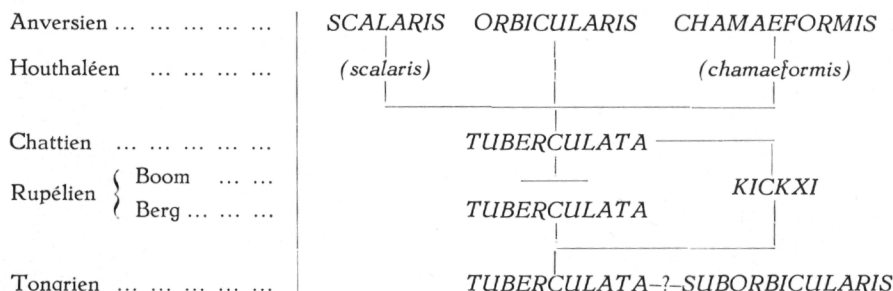 Anversien ... ... ... ... ... SCALARIS ORBICULARIS CHAMAEFORMIS
Houthaléen ... ... ... ... (scalaris) (chamaeformis)
Chattien ... ... ... ... ... TUBERCULATA
Rupélien { Boom ... ... KICKXI
Berg ... ... ... TUBERCULATA
Tongrien ... ... ... ... ... TUBERCULATA–?–SUBORBICULARIS